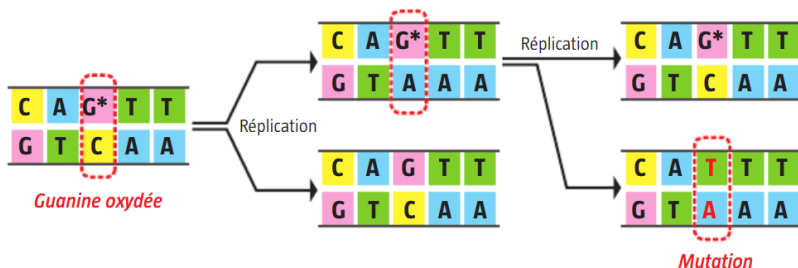 C A G* T T
G T C A A
Guanine oxydée
Réplication
C A G* T T
G T A A A
C A G T T
G T C A A
Réplication
C A G* T T
G T C A A
C A T T T
G T A A A
Mutation